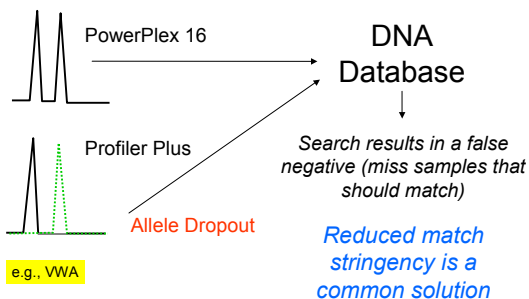 PowerPlex 16
DNA
Database
Profiler Plus
Allele Dropout
e.g., VWA
Search results in a false
negative (miss samples that
should match)
Reduced match
stringency is a
common solution